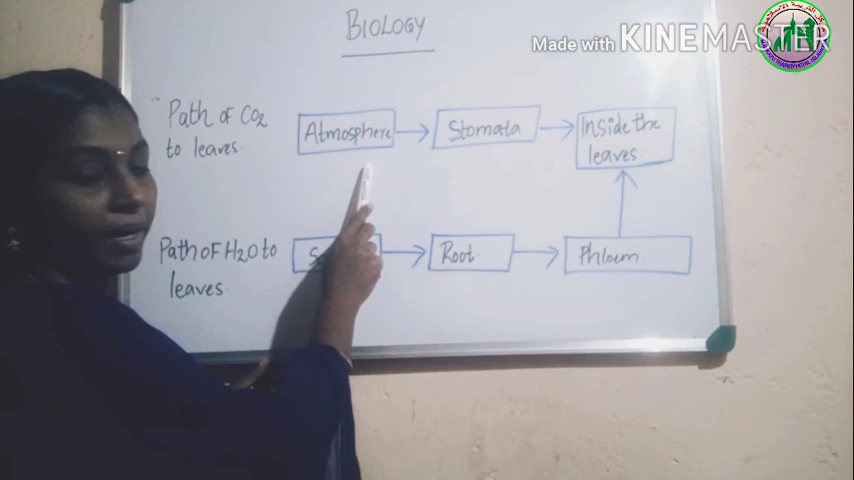 BIOLOGY
Made with KINEMASTER
Path of CO2
to leaves.
Atmosphere
Stomata
Inside the
leaves
Path of H2O to
leaves.
Root.
Phloem